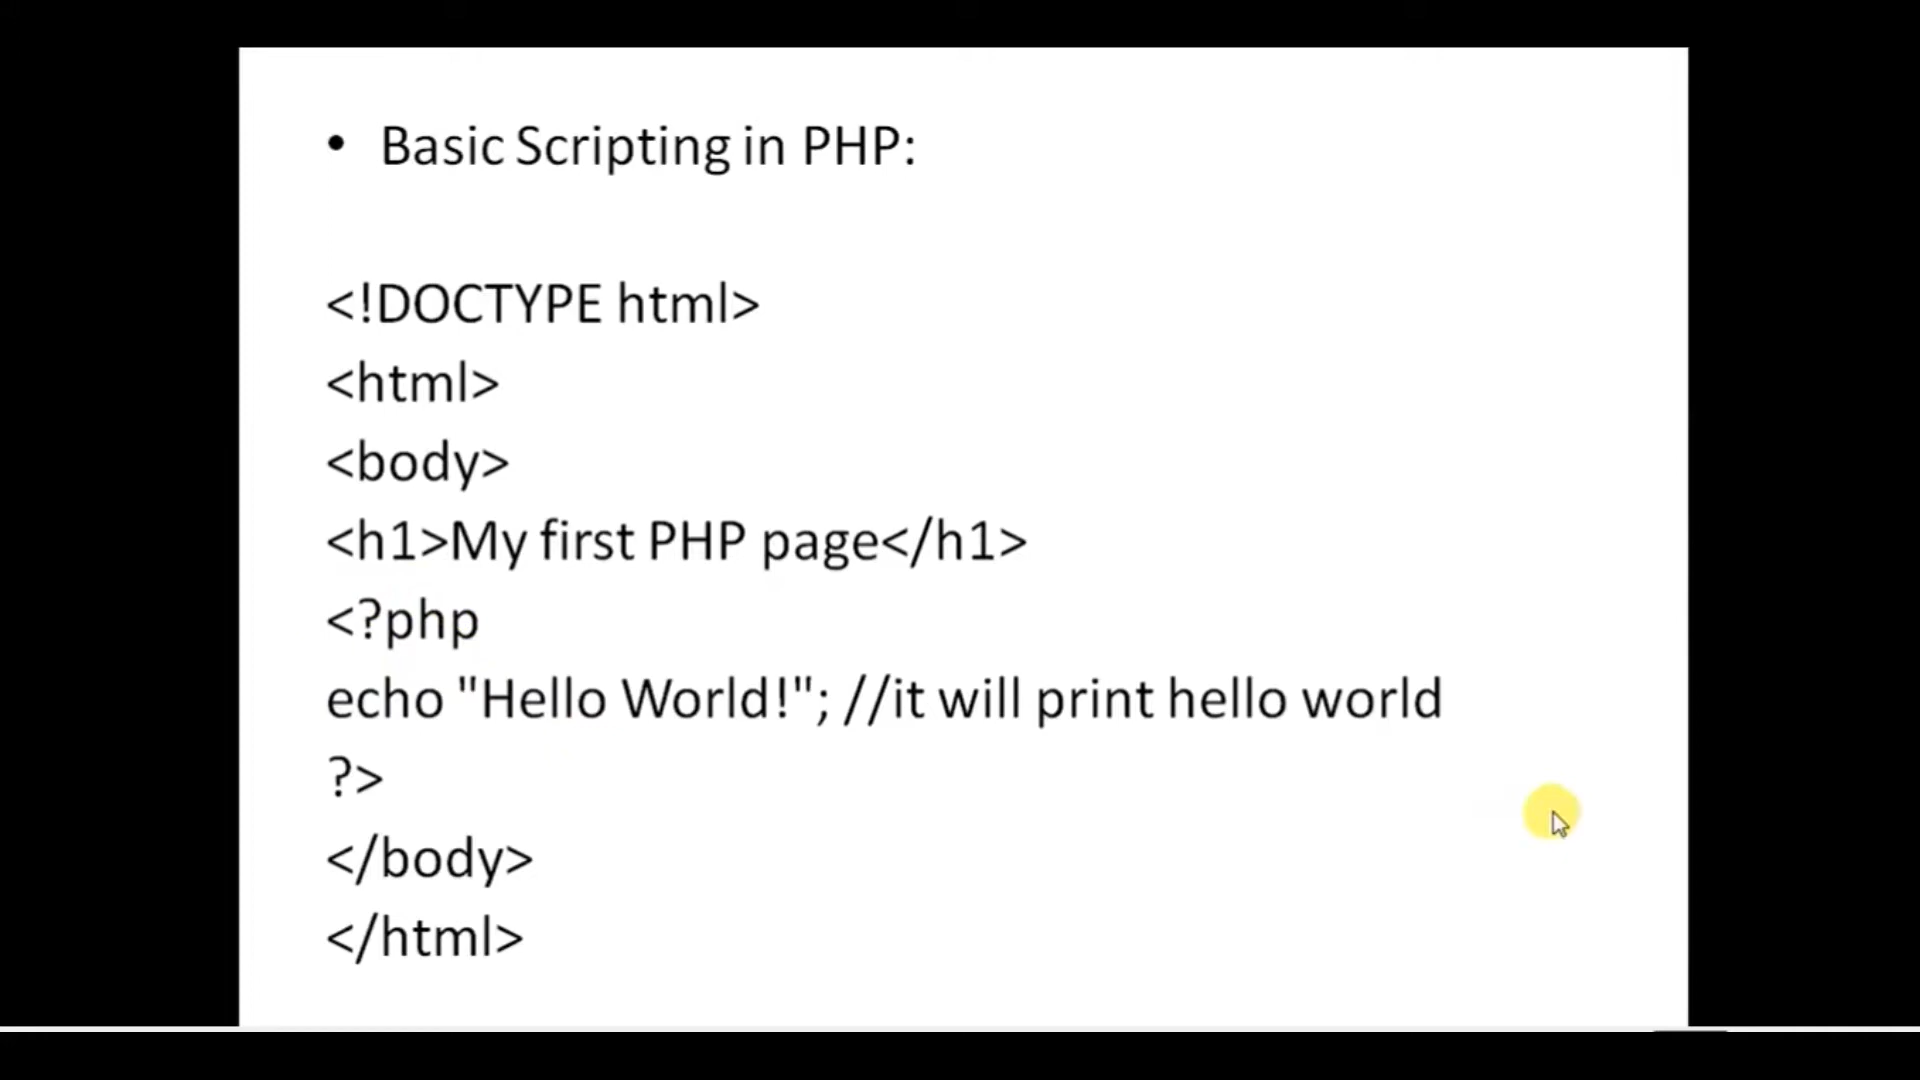 • Basic Scripting in PHP:
<!DOCTYPE html>
<html>
<body>
<h1>My first PHP page</h1>
<?php
echo "Hello World!"; //it will print hello world
?>
</body>
</html>